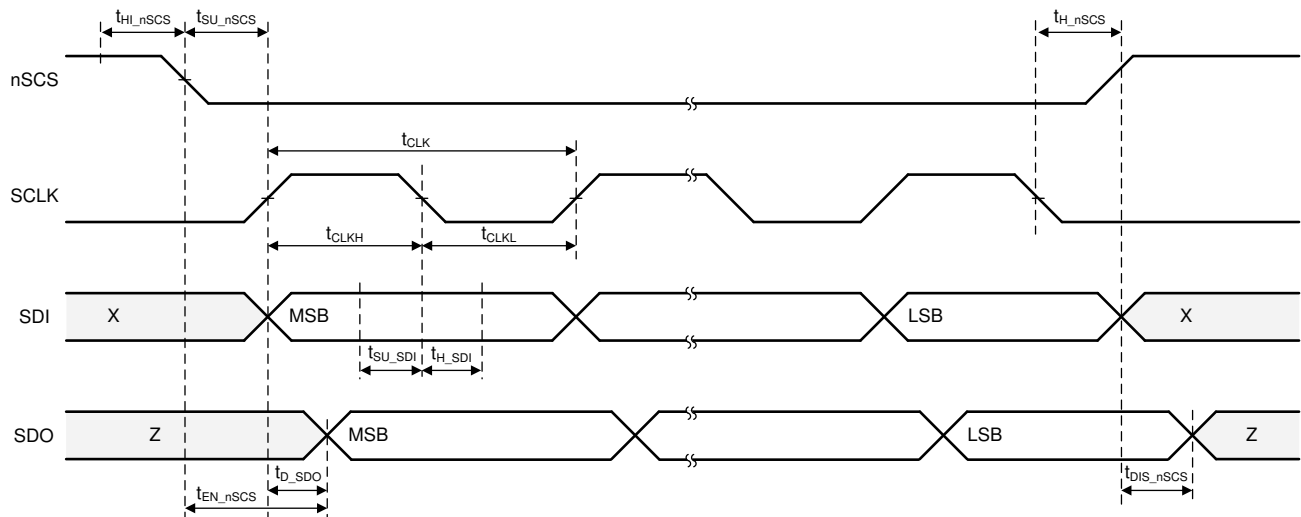 tHI_nSCS tSU_nSCS tH_nSCS
nSCS
tCLK
SCLK
tCLKH tCLKL
SDI X MSB LSB X
tSU_SDI tH_SDI
SDO Z MSB LSB Z
tD_SDO
tEN_nSCS tDIS_nSCS